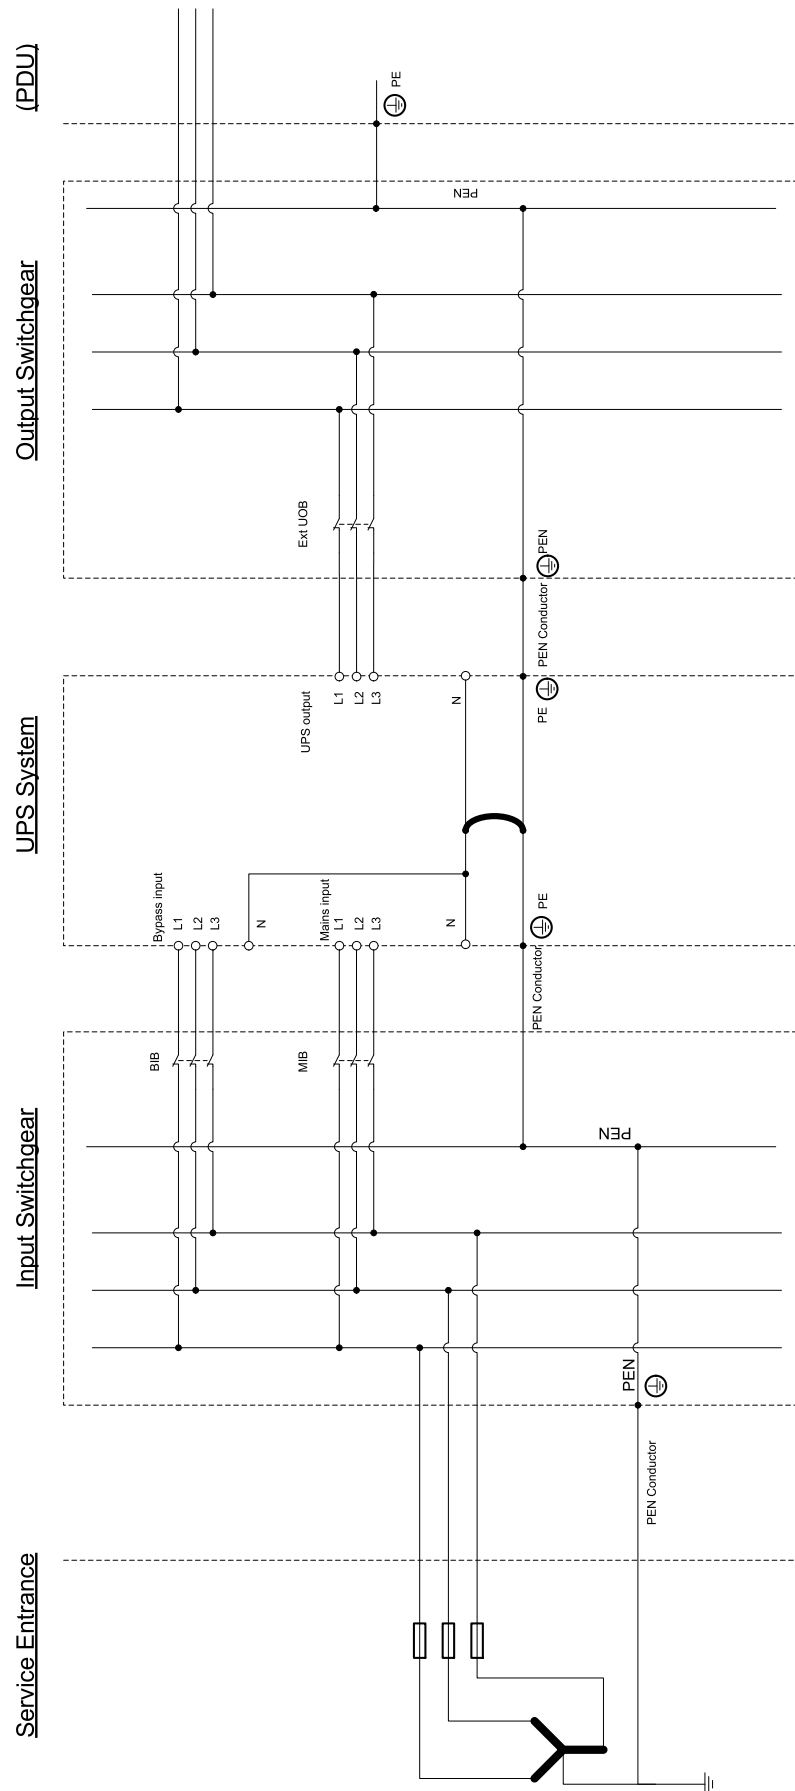 Service Entrance
Input Switchgear
UPS System
Output Switchgear
(PDU)
PEN Conductor
PEN
PEN
BIB
MIB
PEN Conductor
PE
Bypass input
L1
L2
L3
N
Mains input
L1
L2
L3
N
UPS output
L1
L2
L3
N
PE
PEN Conductor
PEN
Ext UOB
PEN
PE